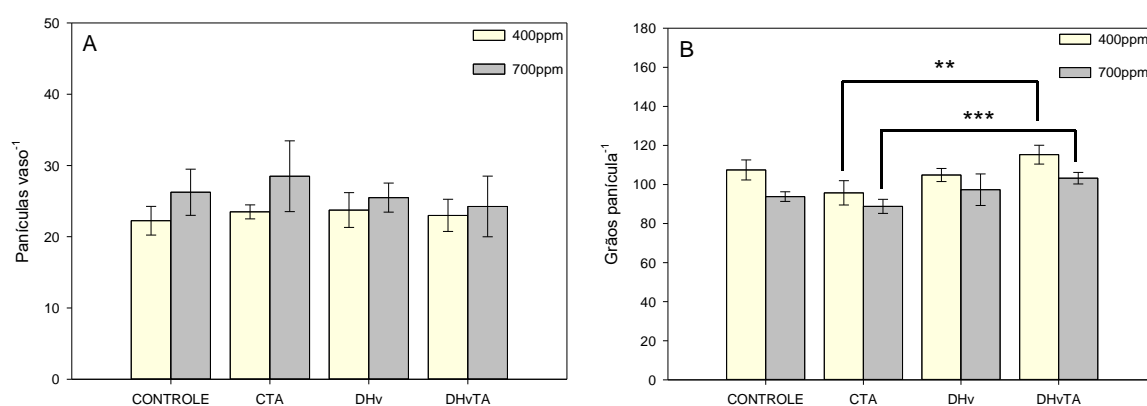 A
400ppm
700ppm
Panículas vaso-1
50
40
30
20
10
0
CONTROLE CTA DHv DHvTA
B
400ppm
700ppm
**
***
Grãos panícula-1
180
160
140
120
100
80
60
40
20
0
CONTROLE CTA DHv DHvTA